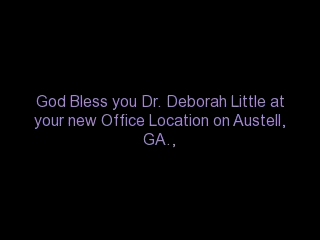 God Bless you Dr. Deborah Little at
your new Office Location on Austell,
GA.,